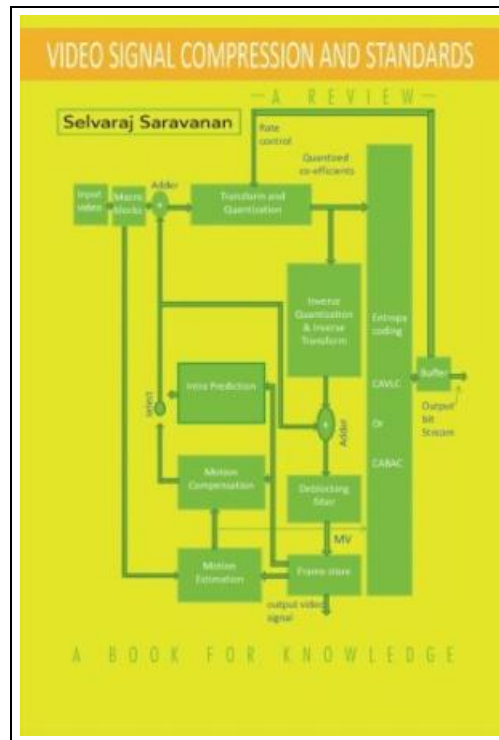 VIDEO SIGNAL COMPRESSION AND STANDARDS
—A REVIEW—
Selvaraj Saravanan
Rate
control
Quantized
co-efficients
Adder
Input
video
Macro
blocks
+
Transform and
Quantization
Inverse
Quantization
& Inverse
Transform
Entropy
coding
CAVLC
Or
CABAC
Buffer
Output
bit
Stream
Intra Prediction
select
+
Adder
Motion
Compensation
Deblocking
filter
MV
Motion
Estimation
Frame store
output video
signal
A BOOK FOR KNOWLEDGE